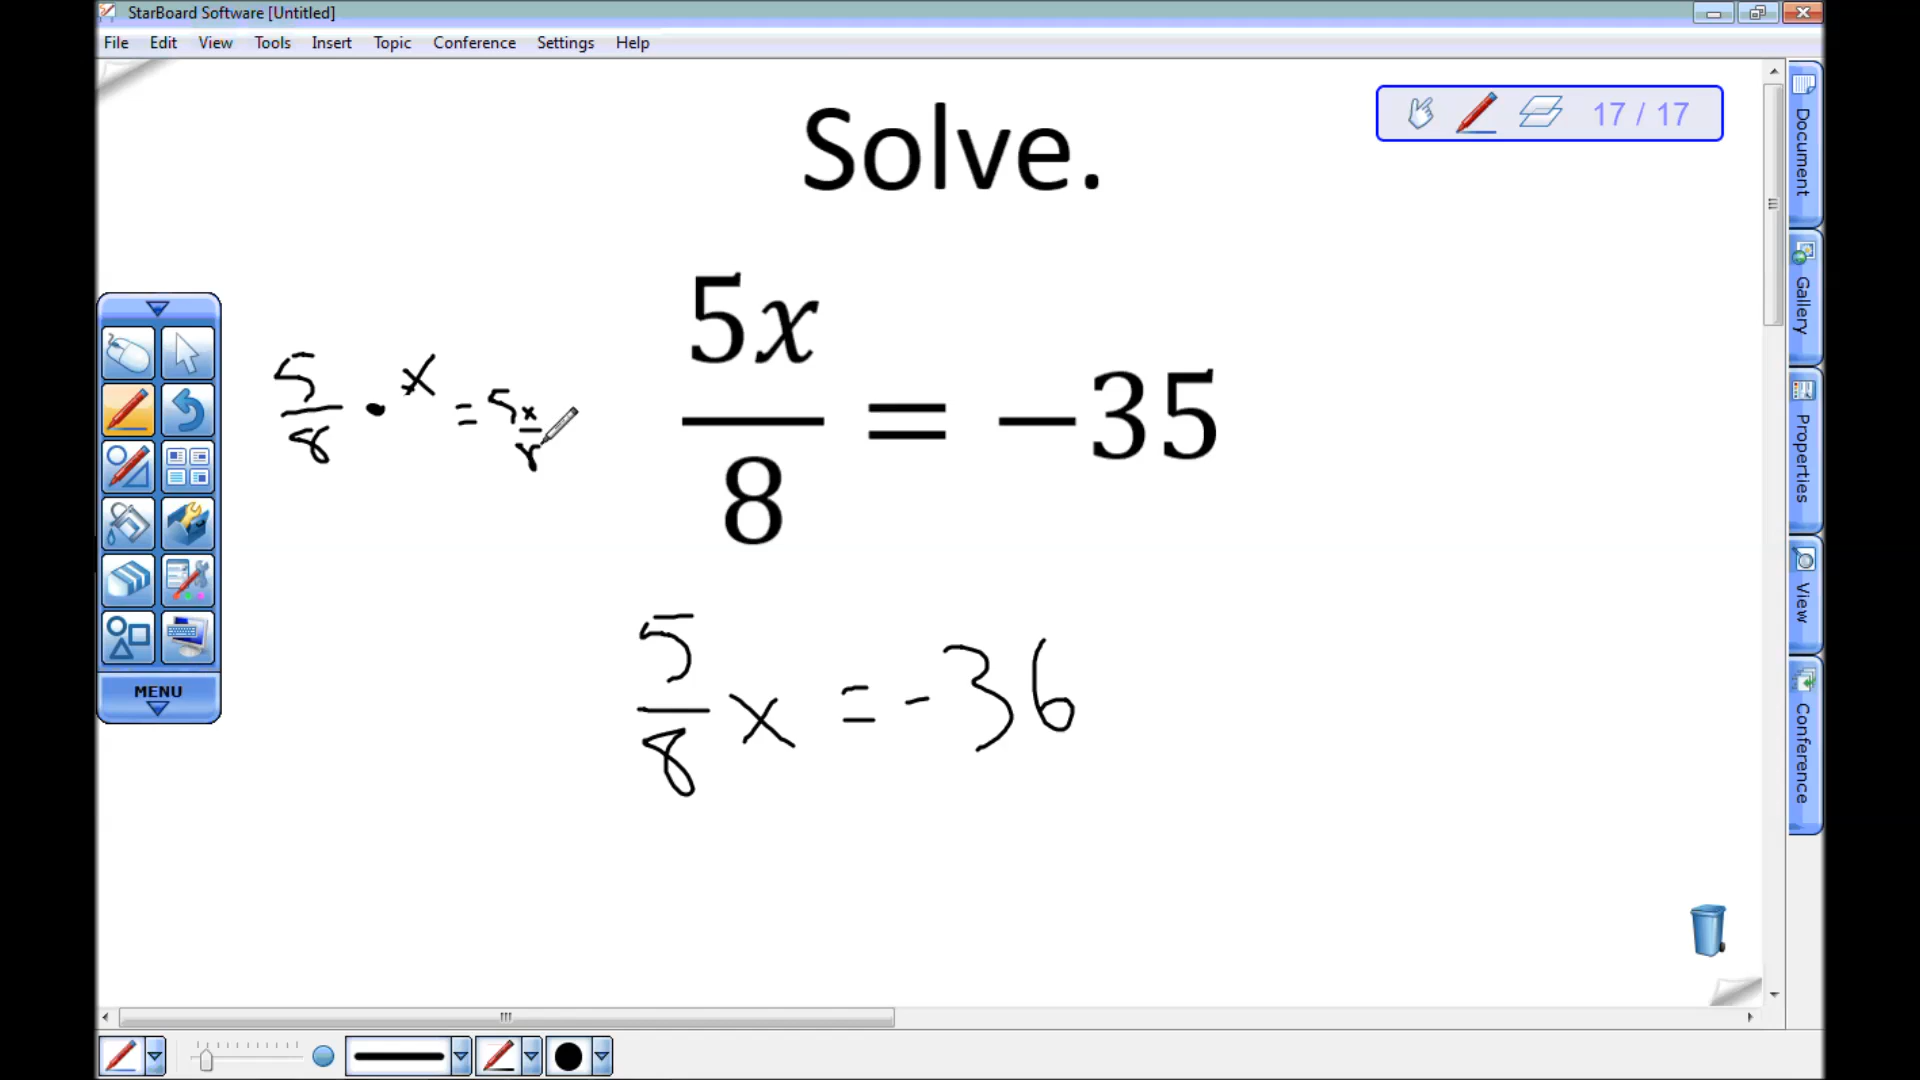 StarBoard Software [Untitled]
File Edit View Tools Insert Topic Conference Settings Help
17 / 17
Solve.
5x/8 = −35
5/8 • x = 5x/8
5/8 x = -36
MENU
Document
Gallery
Properties
View
Conference